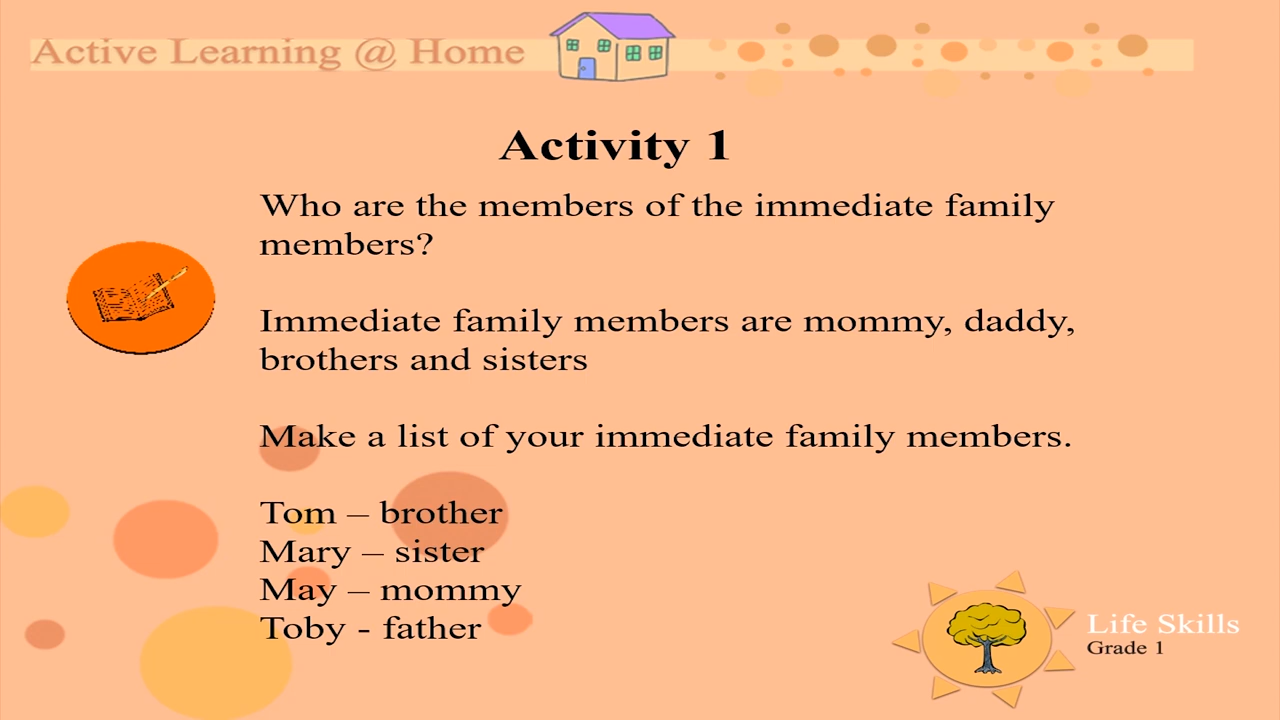 Active Learning @ Home
Activity 1
Who are the members of the immediate family
members?
Immediate family members are mommy, daddy,
brothers and sisters
Make a list of your immediate family members.
Tom – brother
Mary – sister
May – mommy
Toby - father
Life Skills
Grade 1